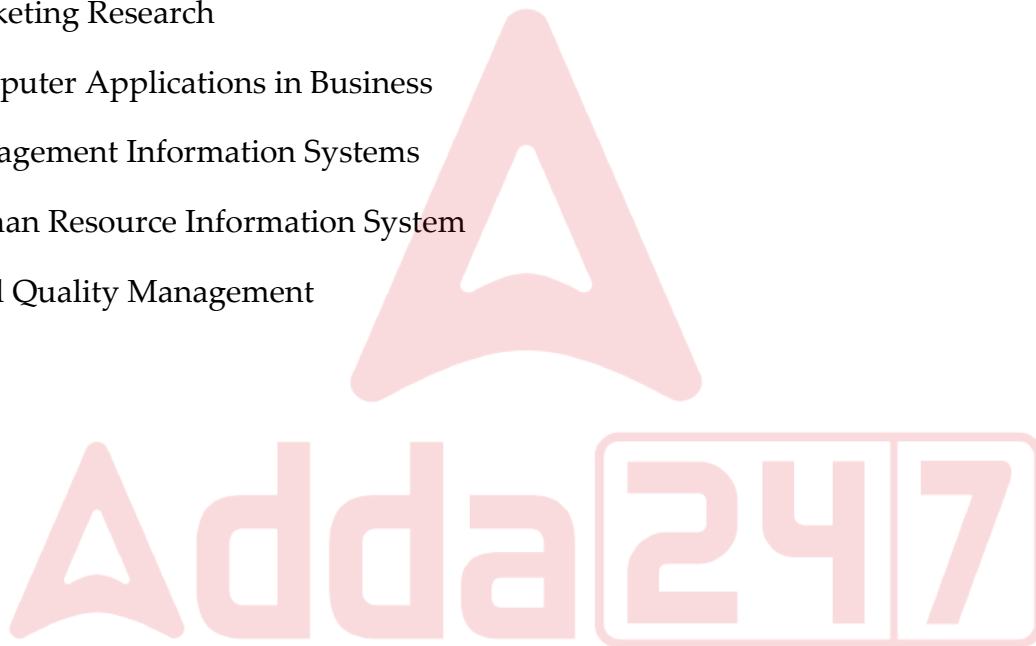 keting Research
puter Applications in Business
agement Information Systems
nan Resource Information System
l Quality Management
Adda247